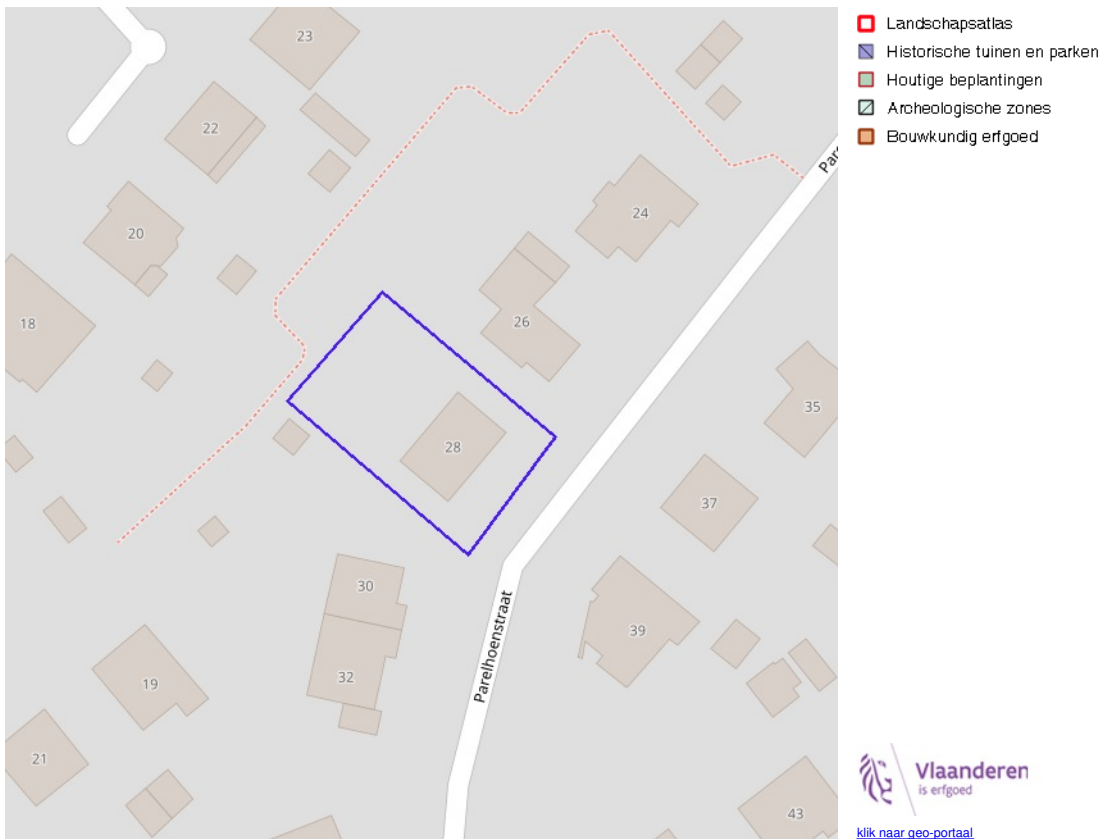 Landschapsatlas
Historische tuinen en parken
Houtige beplantingen
Archeologische zones
Bouwkundig erfgoed
23
22
24
20
26
18
35
28
37
30
39
32
19
21
43
Parelhoenstraat
Par
Vlaanderen
is erfgoed
klik naar geo-portaal